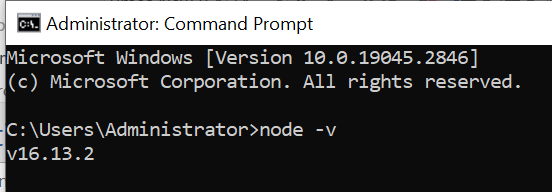 Administrator: Command Prompt
Microsoft Windows [Version 10.0.19045.2846]
(c) Microsoft Corporation. All rights reserved.
C:\Users\Administrator>node -v
v16.13.2